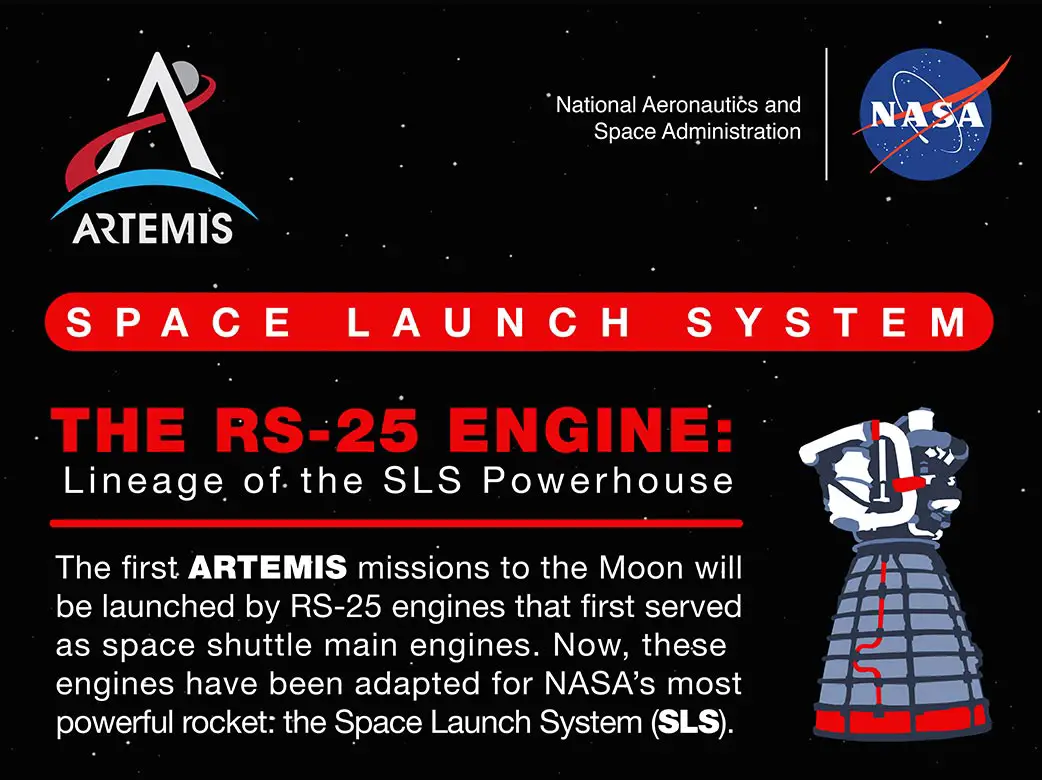 ARTEMIS
National Aeronautics and
Space Administration
NASA
SPACE LAUNCH SYSTEM
THE RS-25 ENGINE:
Lineage of the SLS Powerhouse
The first ARTEMIS missions to the Moon will
be launched by RS-25 engines that first served
as space shuttle main engines. Now, these
engines have been adapted for NASA’s most
powerful rocket: the Space Launch System (SLS).